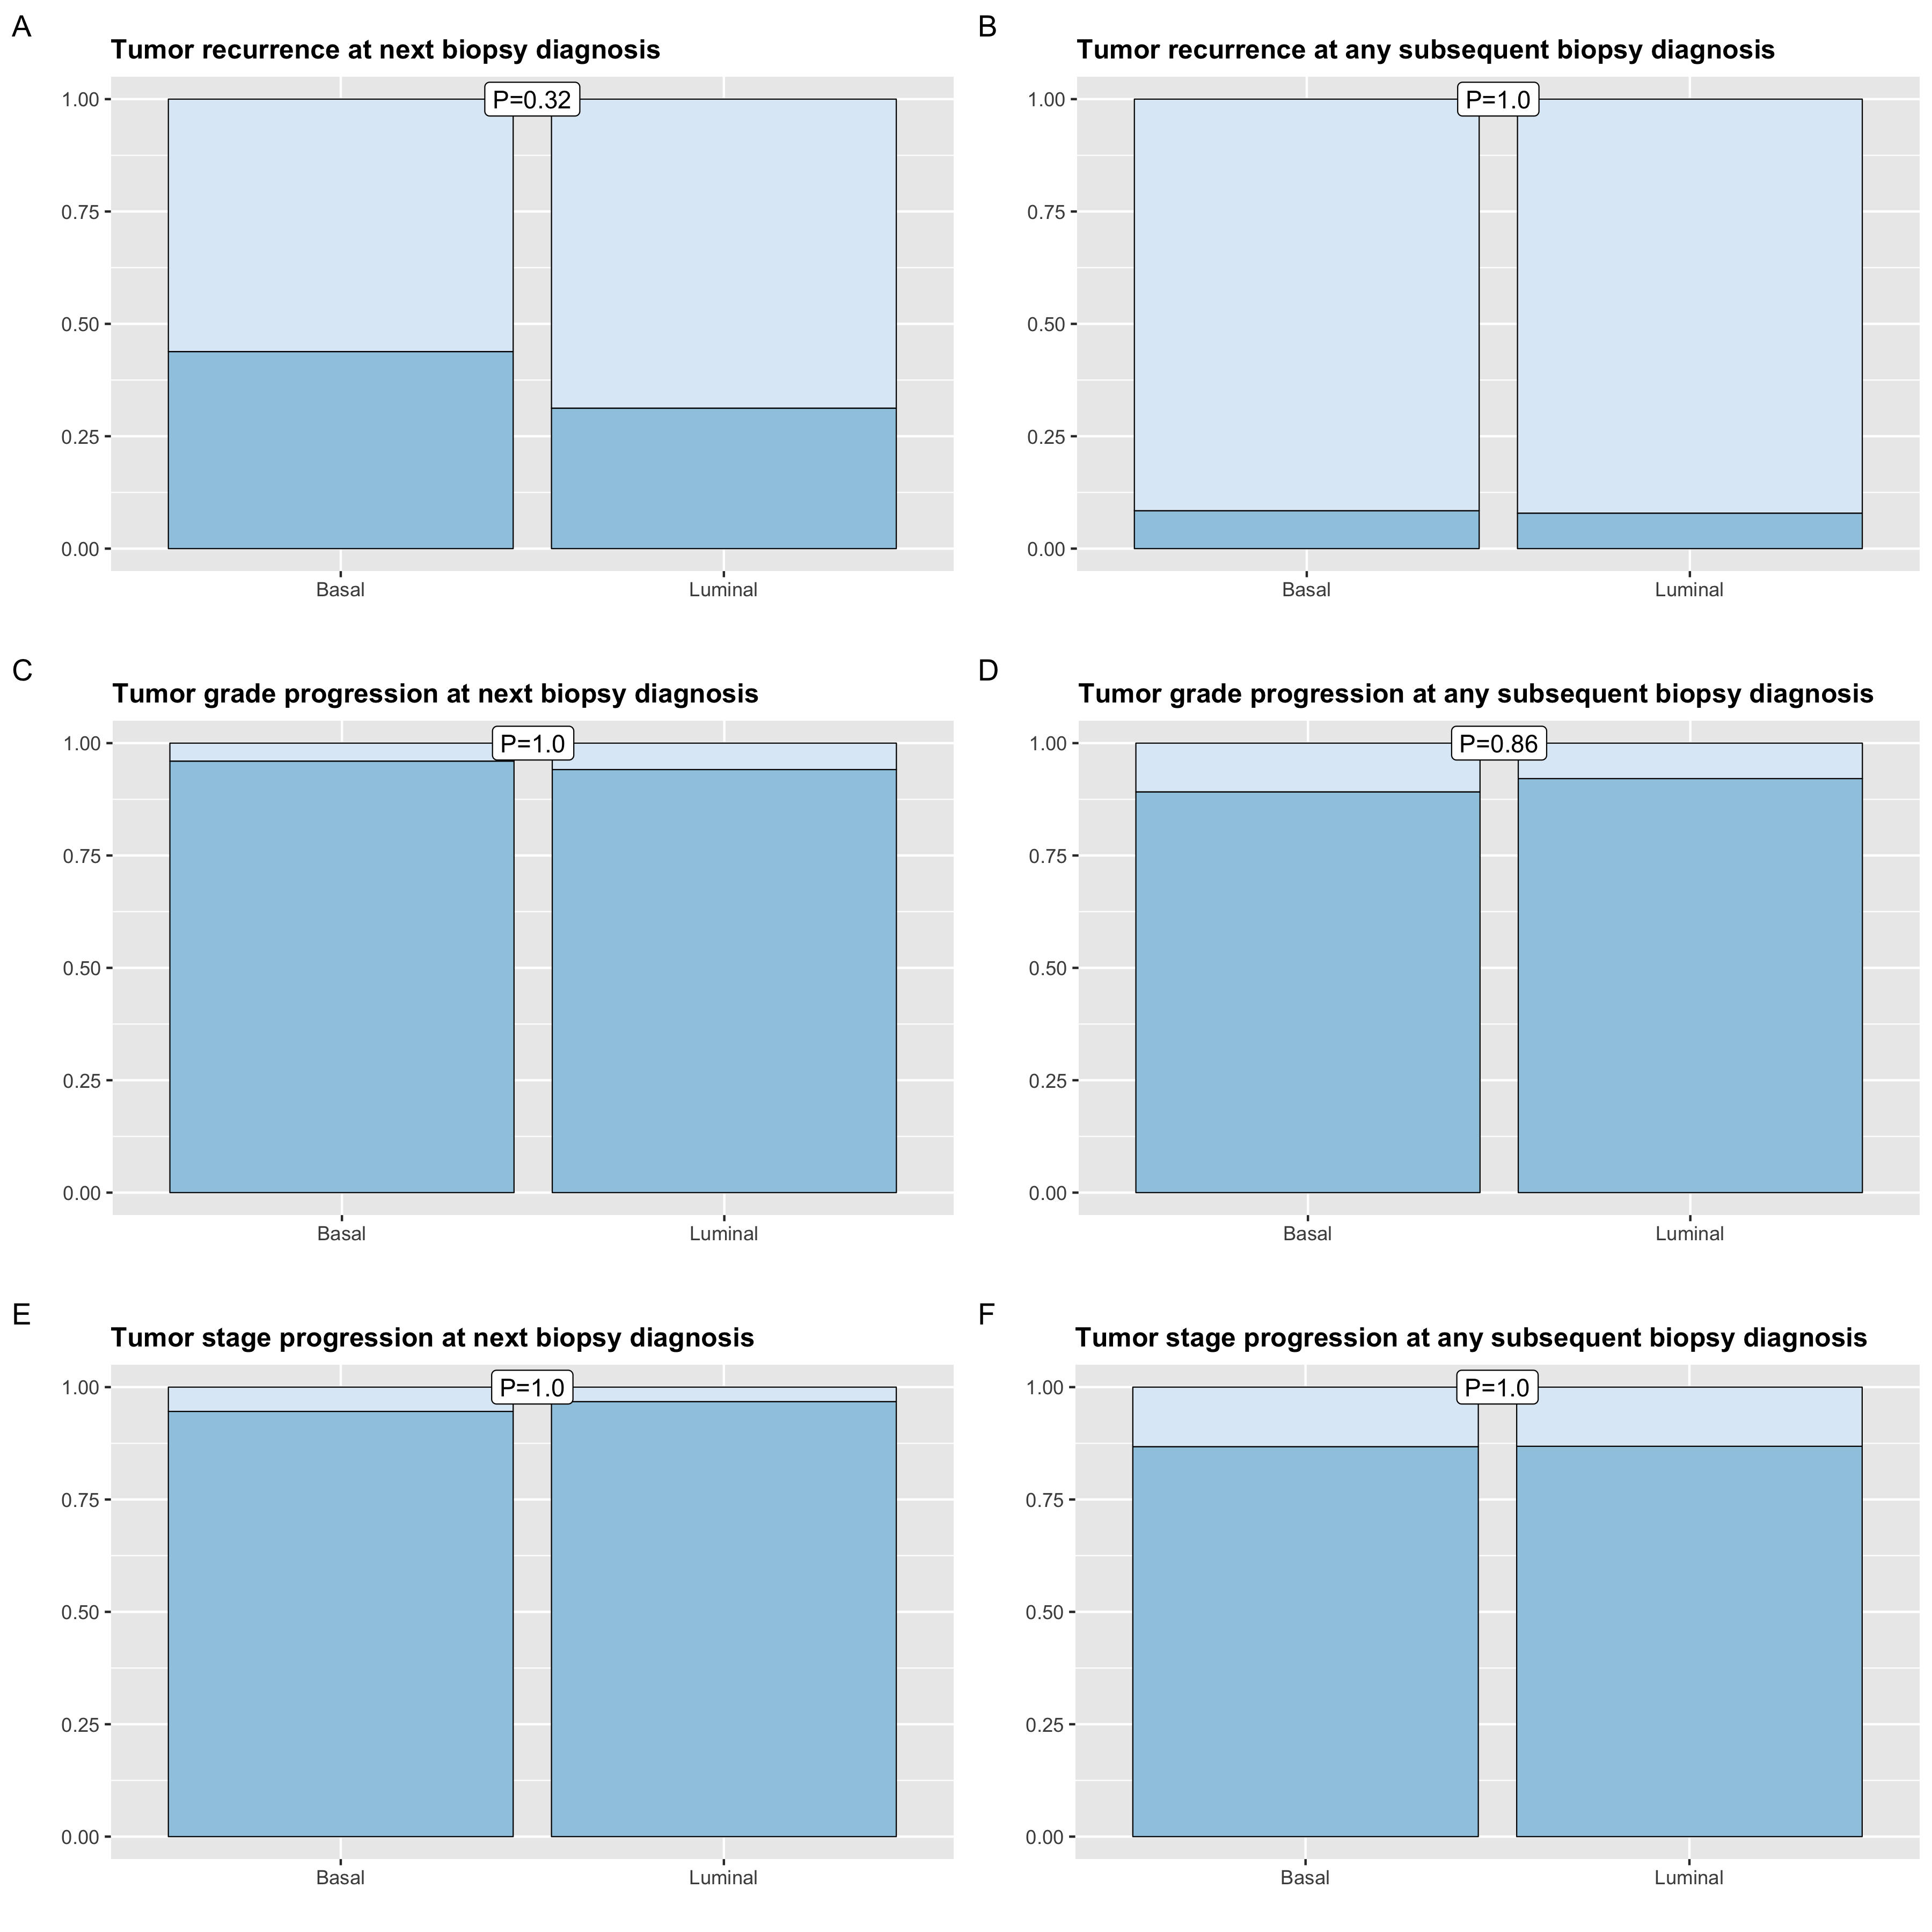 A
Tumor recurrence at next biopsy diagnosis
P=0.32
1.00
0.75
0.50
0.25
0.00
Basal Luminal
B
Tumor recurrence at any subsequent biopsy diagnosis
P=1.0
1.00
0.75
0.50
0.25
0.00
Basal Luminal
C
Tumor grade progression at next biopsy diagnosis
P=1.0
1.00
0.75
0.50
0.25
0.00
Basal Luminal
D
Tumor grade progression at any subsequent biopsy diagnosis
P=0.86
1.00
0.75
0.50
0.25
0.00
Basal Luminal
E
Tumor stage progression at next biopsy diagnosis
P=1.0
1.00
0.75
0.50
0.25
0.00
Basal Luminal
F
Tumor stage progression at any subsequent biopsy diagnosis
P=1.0
1.00
0.75
0.50
0.25
0.00
Basal Luminal